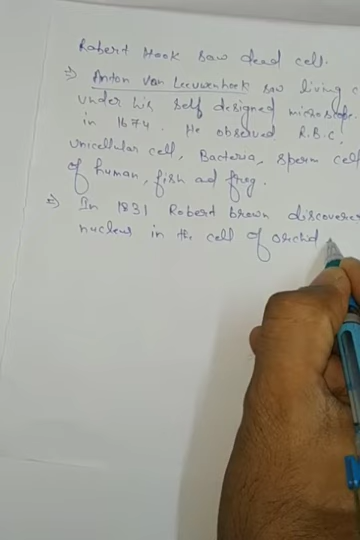 Robert Hook saw dead cell.
⇒ Anton Van Leeuwenhoek saw living c
under his self designed microscope.
in 1674. He observed R.B.C.
unicellular cell, Bacteria, sperm cell
of human, fish ad frog.
⇒ In 1831 Robert brown discovere
nucleus in the cell of orchid